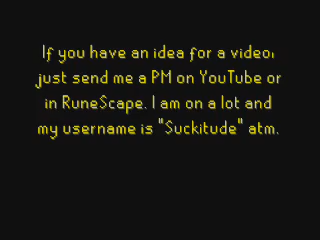 If you have an idea for a video,
just send me a PM on YouTube or
in RuneScape. I am on a lot and
my username is "Suckitude" atm.